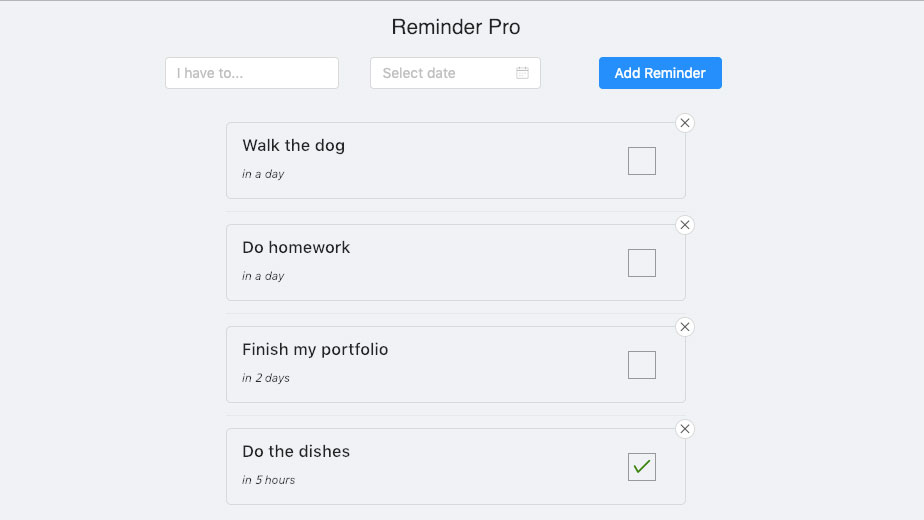 Reminder Pro
I have to...
Select date
Add Reminder
Walk the dog
in a day
Do homework
in a day
Finish my portfolio
in 2 days
Do the dishes
in 5 hours